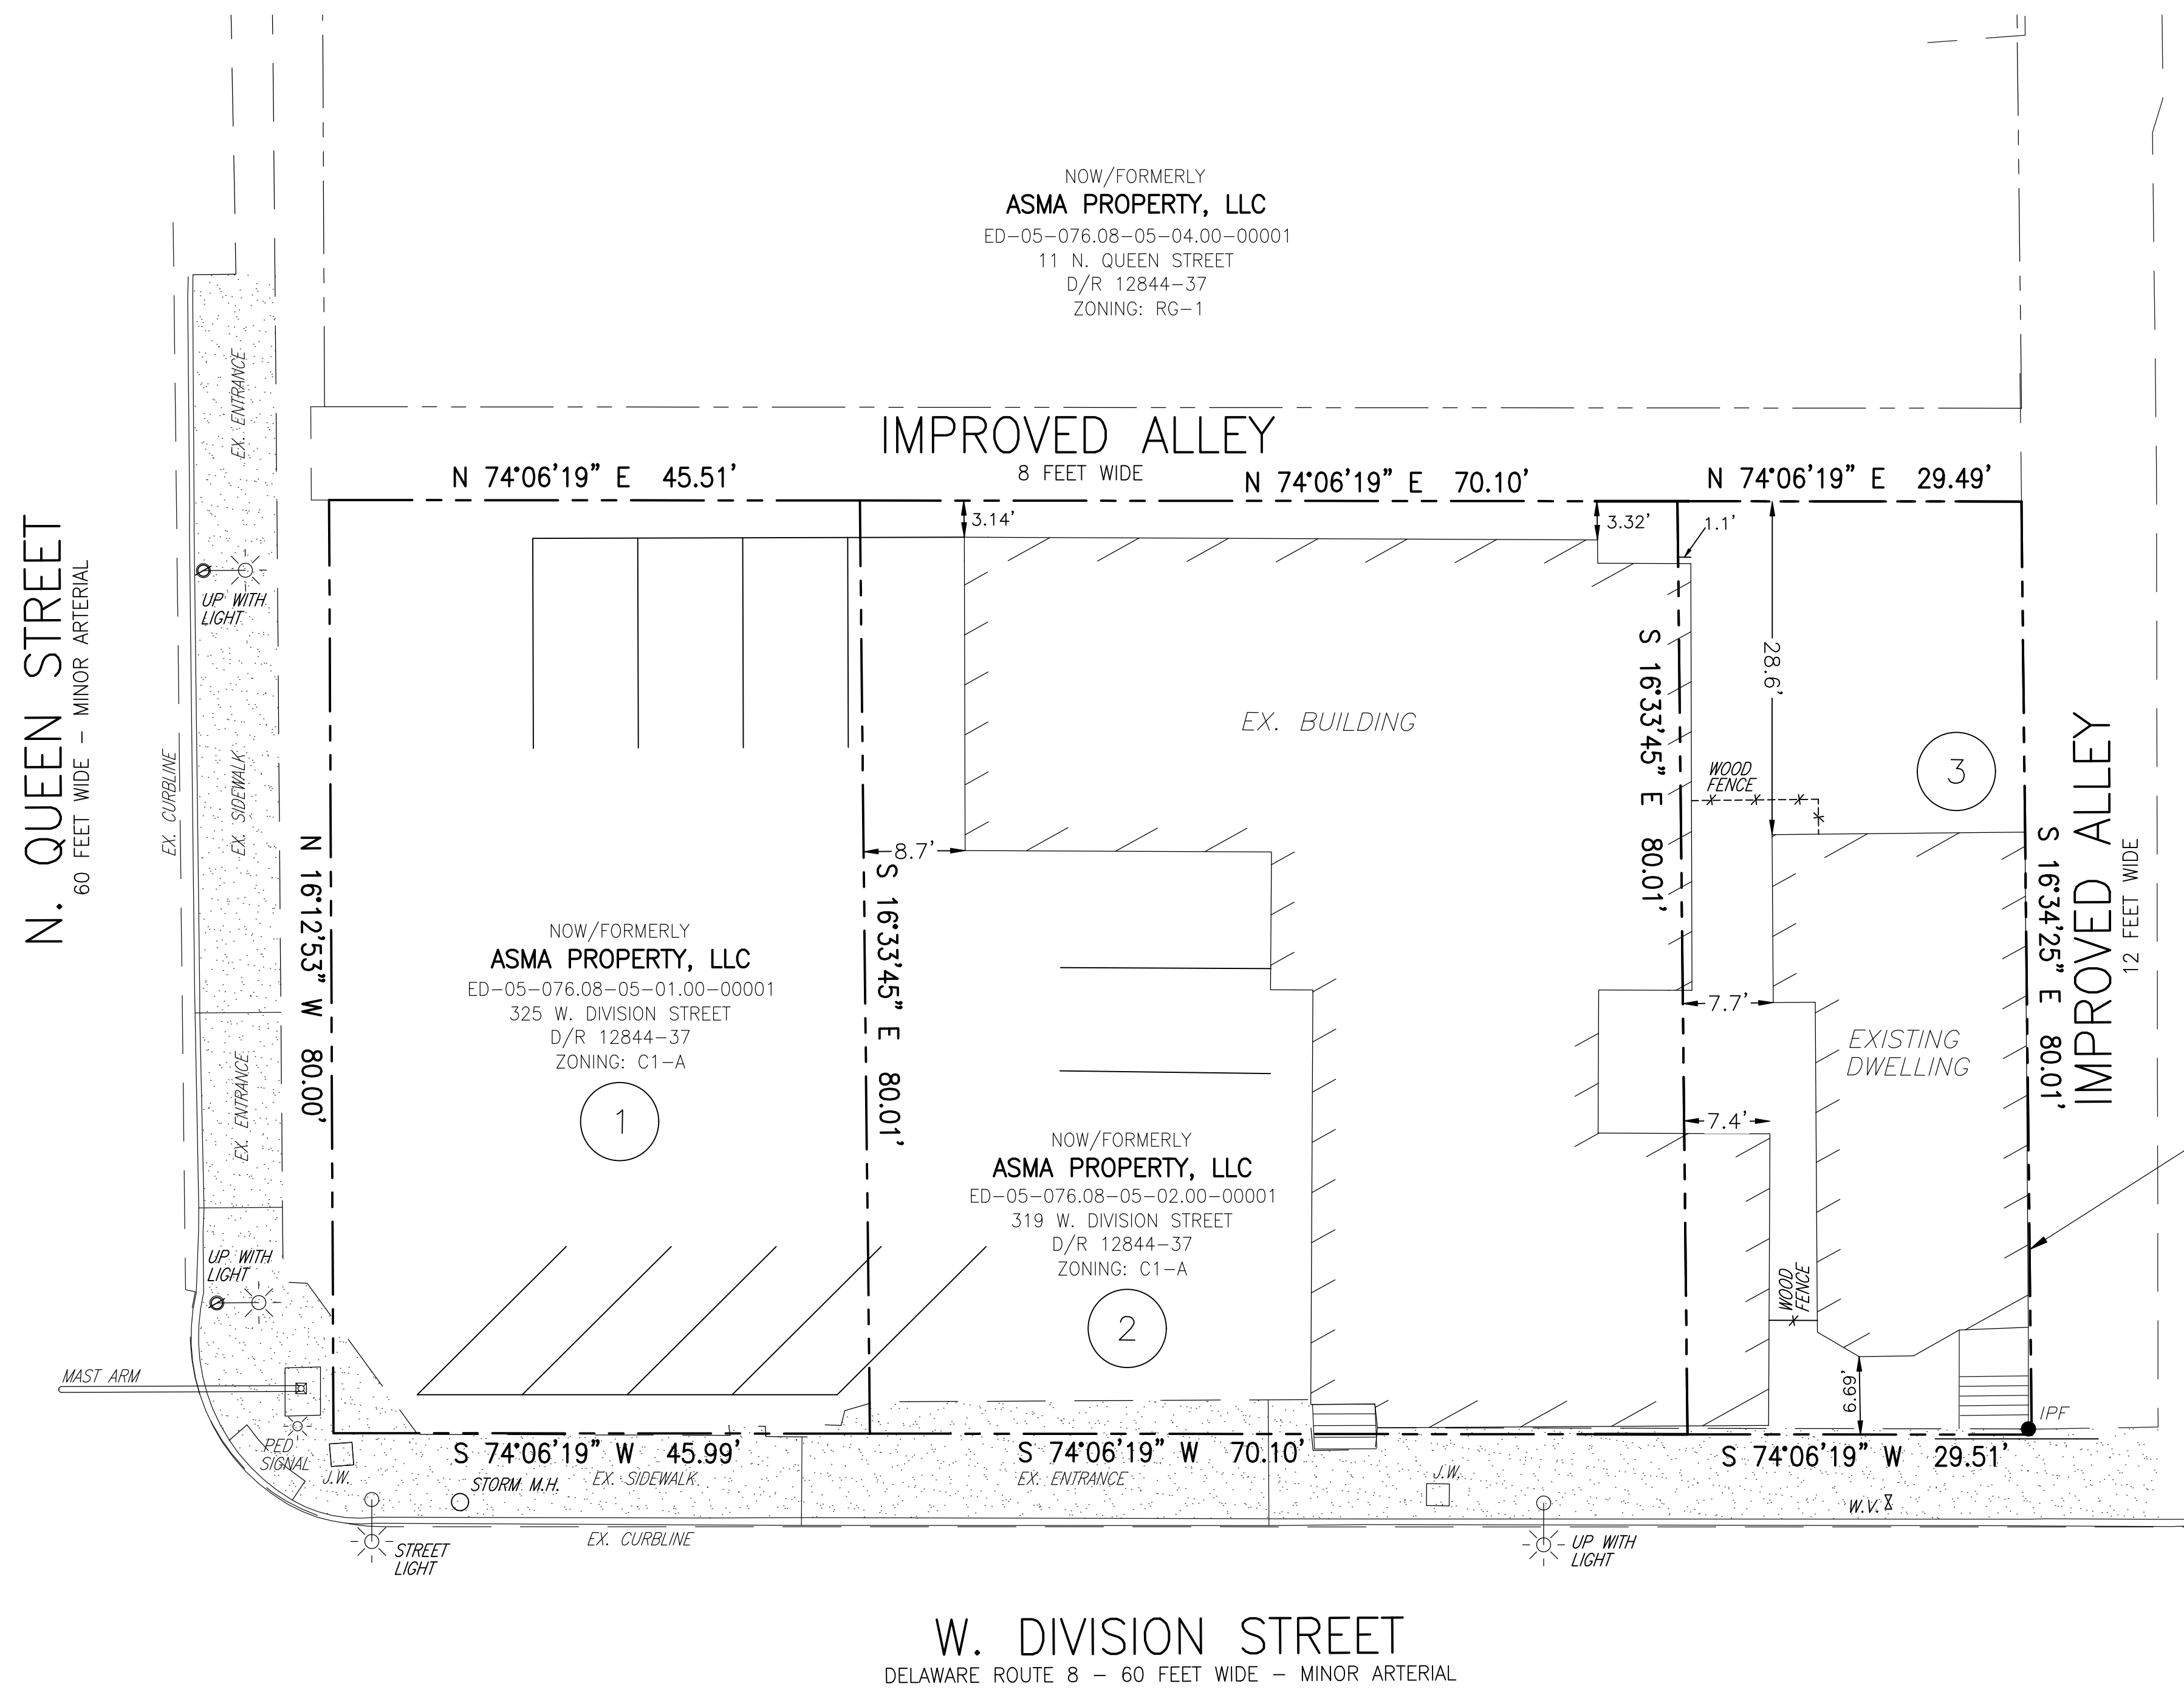 NOW/FORMERLY
ASMA PROPERTY, LLC
ED-05-076.08-05-04.00-00001
11 N. QUEEN STREET
D/R 12844-37
ZONING: RG-1
IMPROVED ALLEY
8 FEET WIDE
N 74°06'19" E 45.51'
N 74°06'19" E 70.10'
N 74°06'19" E 29.49'
3.14'
3.32'
1.1'
N. QUEEN STREET
60 FEET WIDE - MINOR ARTERIAL
EX. CURBLINE
EX. ENTRANCE
UP WITH
LIGHT
EX. SIDEWALK
EX. ENTRANCE
N 16°12'53" W 80.00'
S 16°33'45" E 80.01'
8.7'
EX. BUILDING
S 16°33'45" E 80.01'
28.6'
WOOD
FENCE
3
S 16°34'25" E 80.01'
IMPROVED ALLEY
12 FEET WIDE
NOW/FORMERLY
ASMA PROPERTY, LLC
ED-05-076.08-05-01.00-00001
325 W. DIVISION STREET
D/R 12844-37
ZONING: C1-A
1
7.7'
EXISTING
DWELLING
7.4'
NOW/FORMERLY
ASMA PROPERTY, LLC
ED-05-076.08-05-02.00-00001
319 W. DIVISION STREET
D/R 12844-37
ZONING: C1-A
2
WOOD
FENCE
6.69'
IPF
UP WITH
LIGHT
MAST ARM
PED
SIGNAL
J.W.
S 74°06'19" W 45.99'
S 74°06'19" W 70.10'
S 74°06'19" W 29.51'
STORM M.H.
EX. SIDEWALK
EX. ENTRANCE
J.W.
W.V.
STREET
LIGHT
EX. CURBLINE
UP WITH
LIGHT
W. DIVISION STREET
DELAWARE ROUTE 8 - 60 FEET WIDE - MINOR ARTERIAL